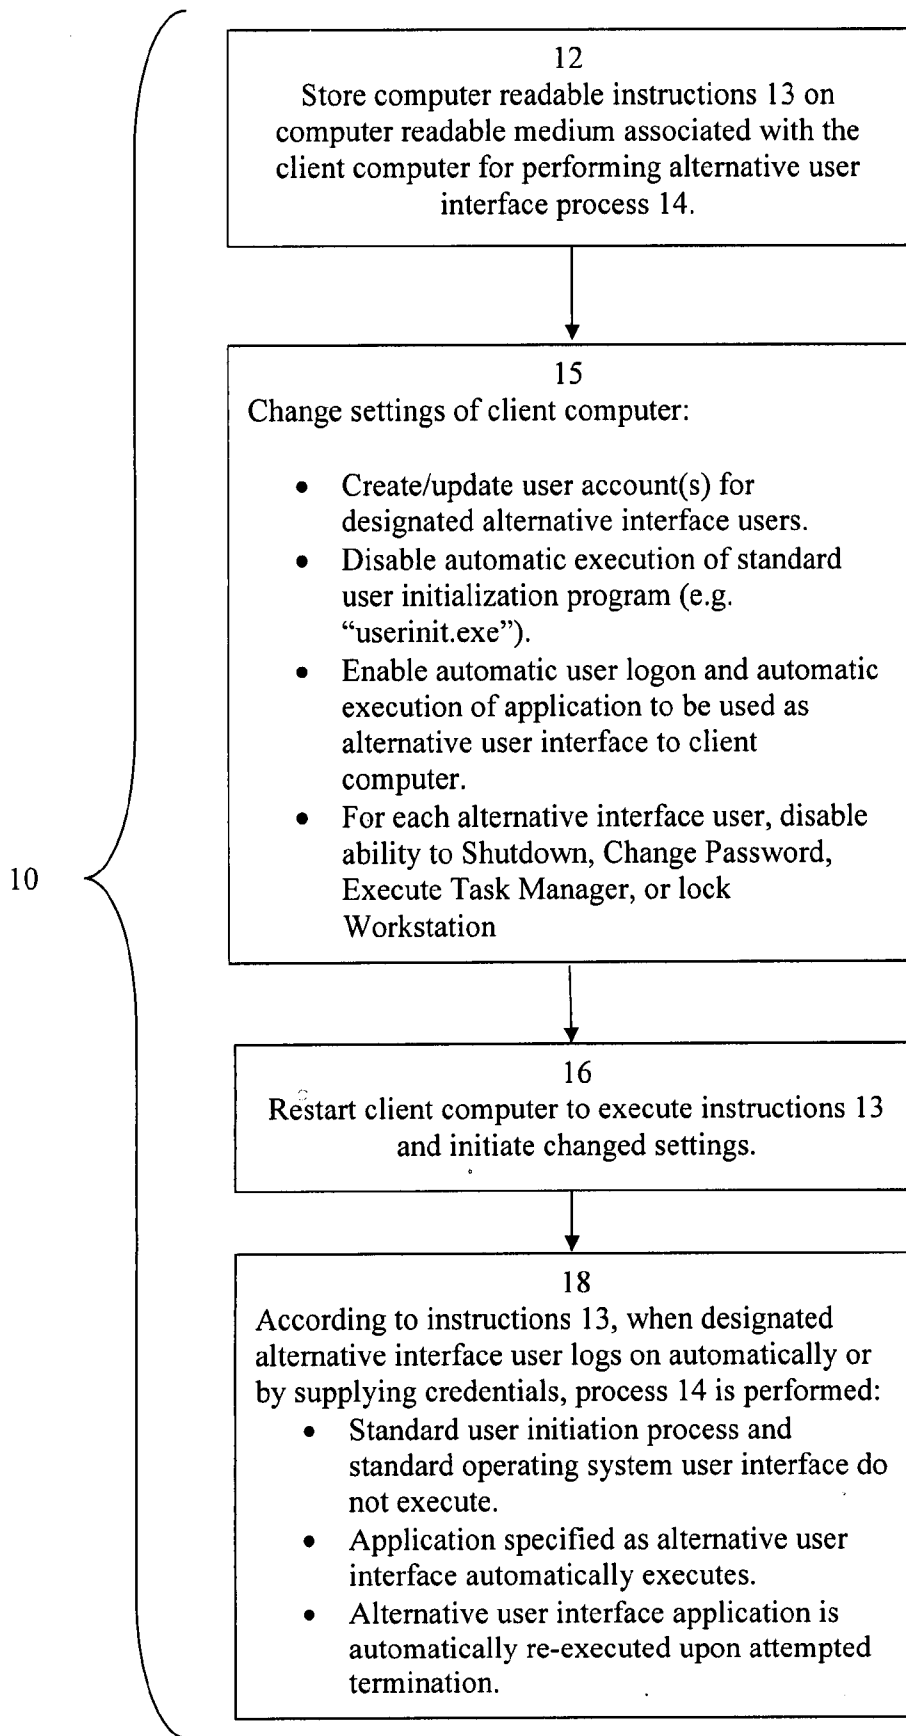 12
Store computer readable instructions 13 on
computer readable medium associated with the
client computer for performing alternative user
interface process 14.
15
Change settings of client computer:
• Create/update user account(s) for
designated alternative interface users.
• Disable automatic execution of standard
user initialization program (e.g.
“userinit.exe”).
• Enable automatic user logon and automatic
execution of application to be used as
alternative user interface to client
computer.
• For each alternative interface user, disable
ability to Shutdown, Change Password,
Execute Task Manager, or lock
Workstation
10
16
Restart client computer to execute instructions 13
and initiate changed settings.
18
According to instructions 13, when designated
alternative interface user logs on automatically or
by supplying credentials, process 14 is performed:
• Standard user initiation process and
standard operating system user interface do
not execute.
• Application specified as alternative user
interface automatically executes.
• Alternative user interface application is
automatically re-executed upon attempted
termination.